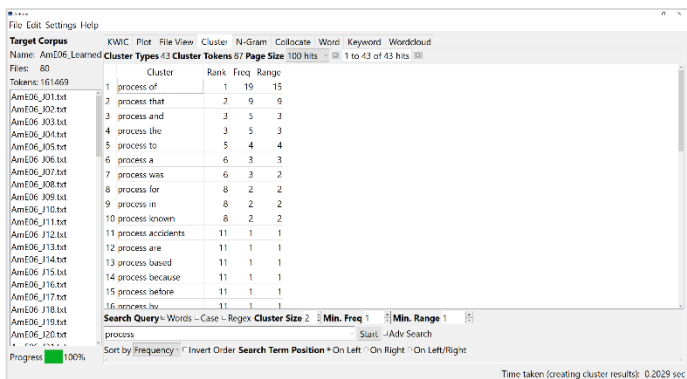 AntConc
File Edit Settings Help
Target Corpus
Name: AmE06_Learned
Files: 80
Tokens: 161469
AmE06_J01.txt
AmE06_J02.txt
AmE06_J03.txt
AmE06_J04.txt
AmE06_J05.txt
AmE06_J06.txt
AmE06_J07.txt
AmE06_J08.txt
AmE06_J09.txt
AmE06_J10.txt
AmE06_J11.txt
AmE06_J12.txt
AmE06_J13.txt
AmE06_J14.txt
AmE06_J15.txt
AmE06_J16.txt
AmE06_J17.txt
AmE06_J18.txt
AmE06_J19.txt
AmE06_J20.txt
Progress 100%
KWIC Plot File View Cluster N-Gram Collocate Word Keyword Wordcloud
Cluster Types 43 Cluster Tokens 87 Page Size 100 hits 1 to 43 of 43 hits
Cluster Rank Freq Range
1 process of 1 19 15
2 process that 2 9 9
3 process and 3 5 3
4 process the 3 5 3
5 process to 5 4 4
6 process a 6 3 3
7 process was 6 3 2
8 process for 8 2 2
9 process in 8 2 2
10 process known 8 2 2
11 process accidents 11 1 1
12 process are 11 1 1
13 process based 11 1 1
14 process because 11 1 1
15 process before 11 1 1
16 process by 11 1 1
Search Query Words Case Regex Cluster Size 2 Min. Freq 1 Min. Range 1
process Start Adv Search
Sort by Frequency Invert Order Search Term Position On Left On Right On Left/Right
Time taken (creating cluster results): 0.2029 sec